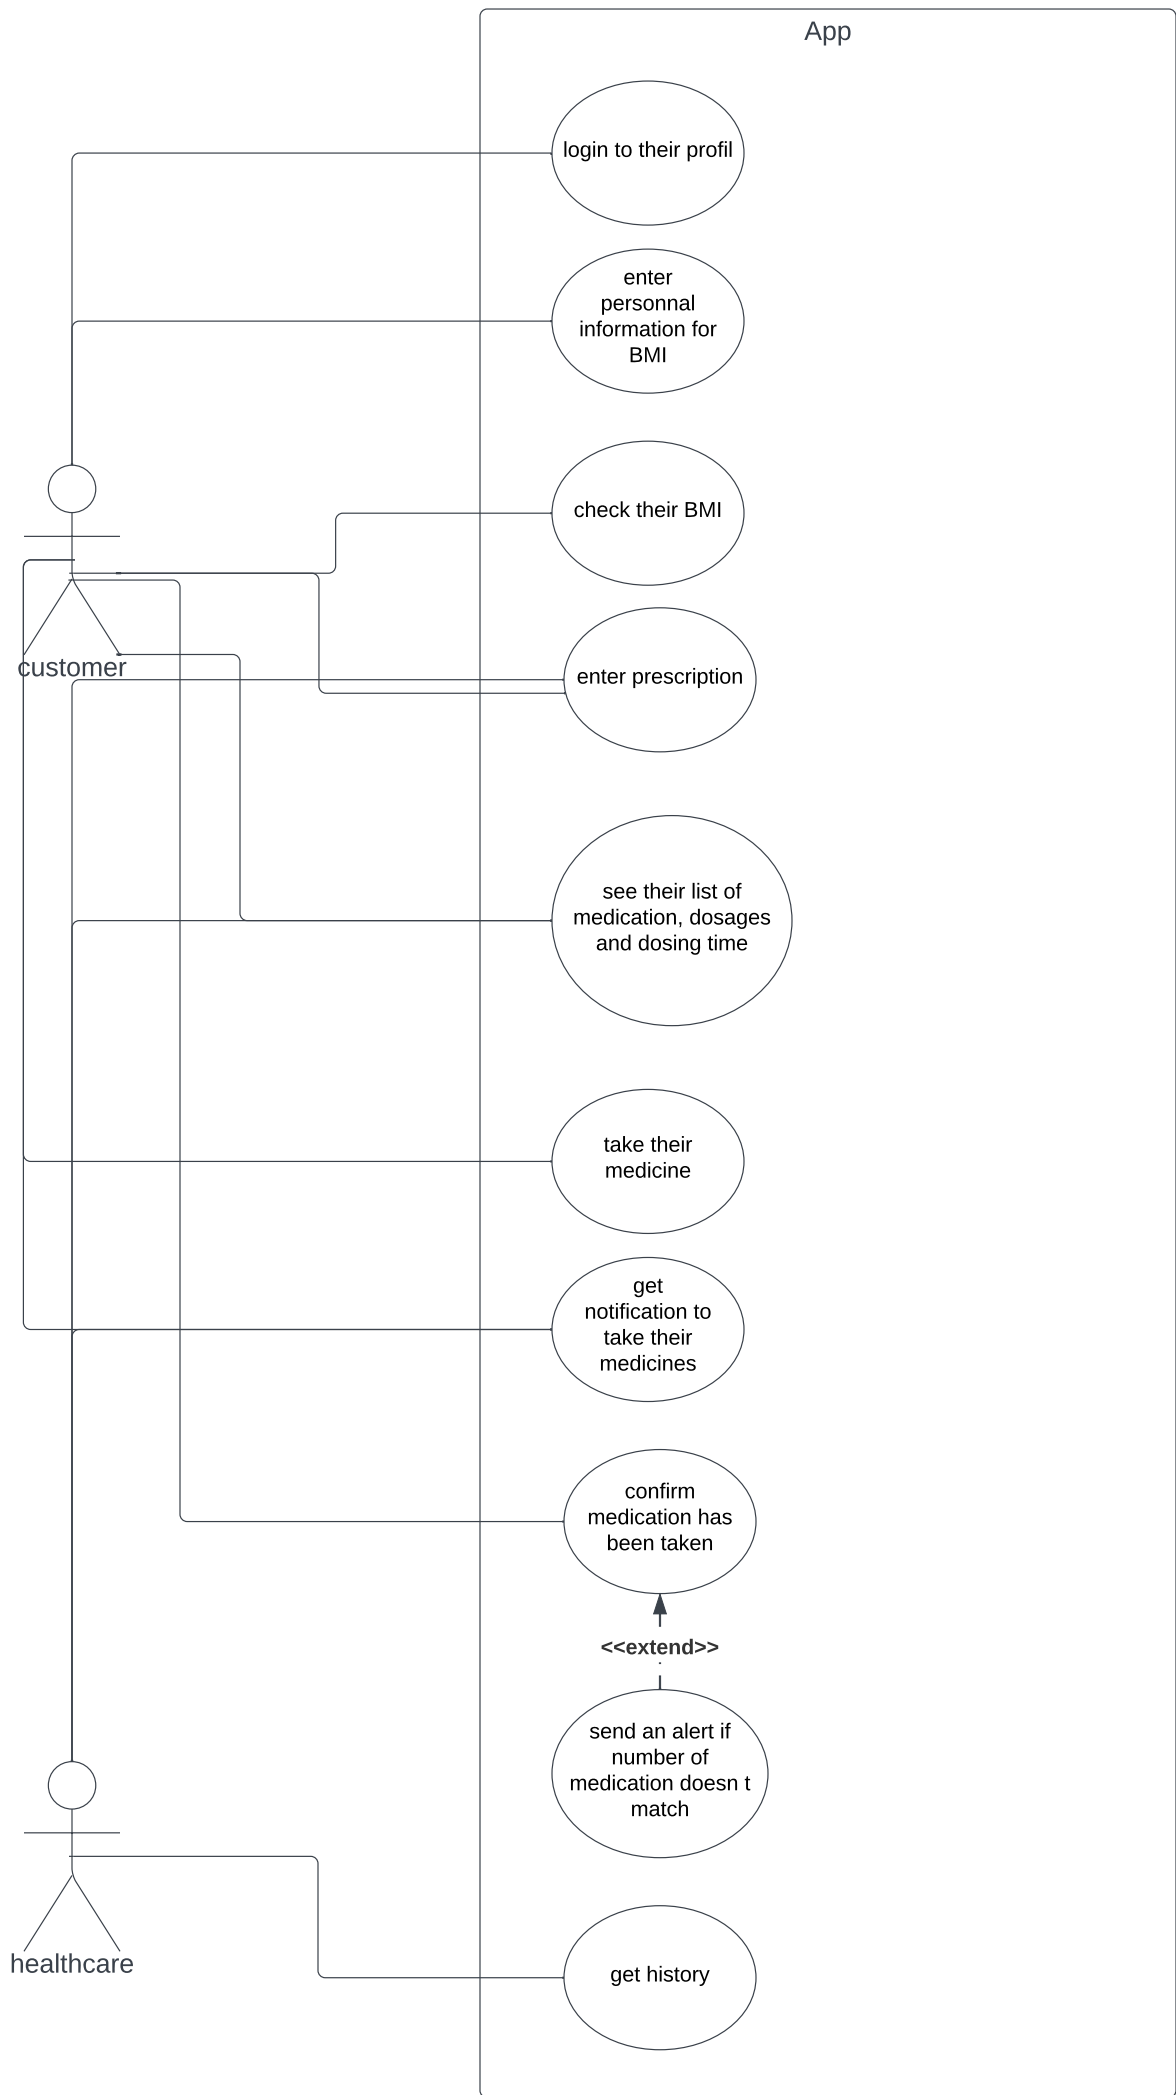 App
login to their profil
enter
personnal
information for
BMI
check their BMI
customer
enter prescription
see their list of
medication, dosages
and dosing time
take their
medicine
get
notification to
take their
medicines
confirm
medication has
been taken
<<extend>>
send an alert if
number of
medication doesn t
match
healthcare
get history